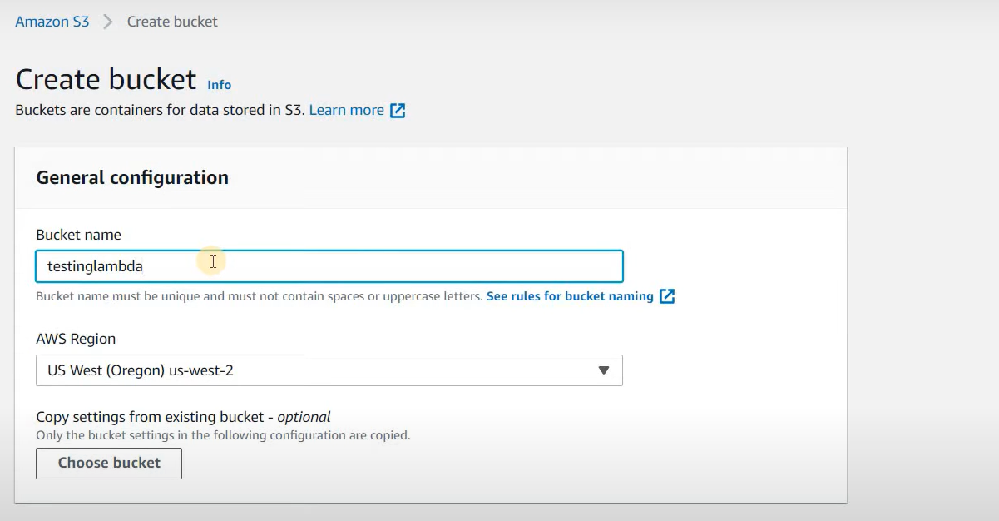 Amazon S3 > Create bucket
Create bucket Info
Buckets are containers for data stored in S3. Learn more
General configuration
Bucket name
testinglambda
Bucket name must be unique and must not contain spaces or uppercase letters. See rules for bucket naming
AWS Region
US West (Oregon) us-west-2
Copy settings from existing bucket - optional
Only the bucket settings in the following configuration are copied.
Choose bucket